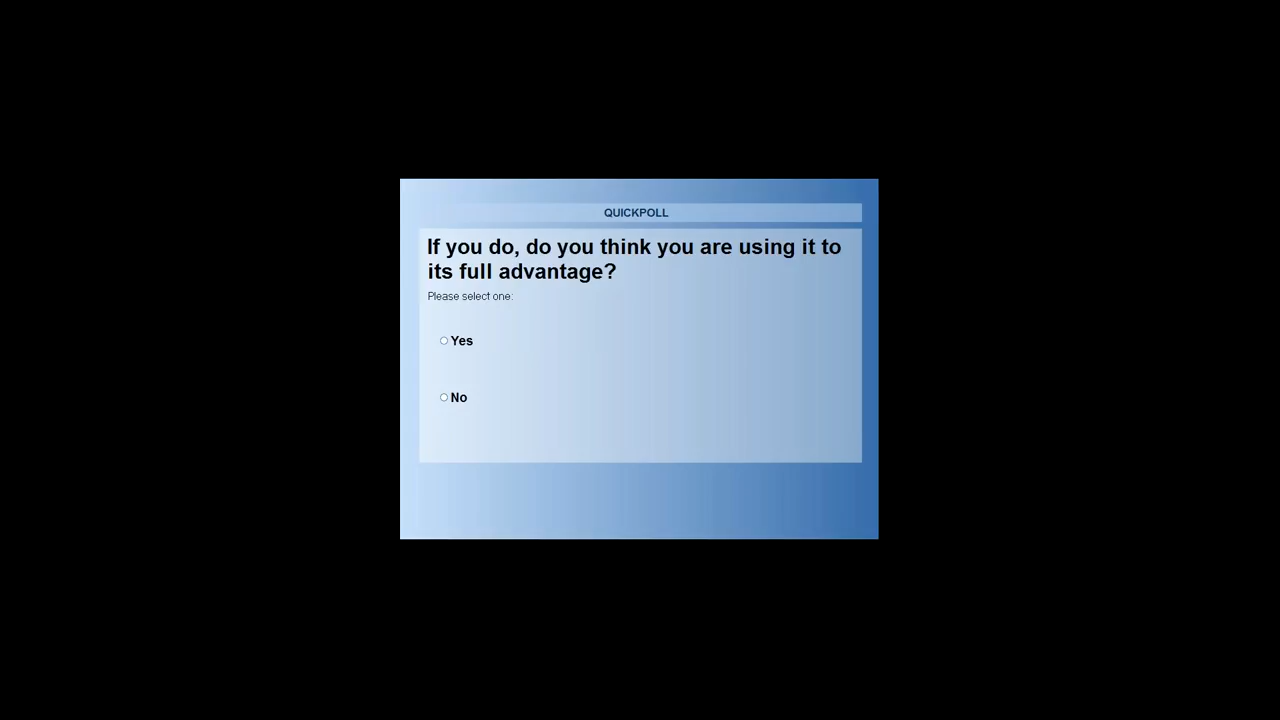 QUICKPOLL
If you do, do you think you are using it to
its full advantage?
Please select one:
Yes
No